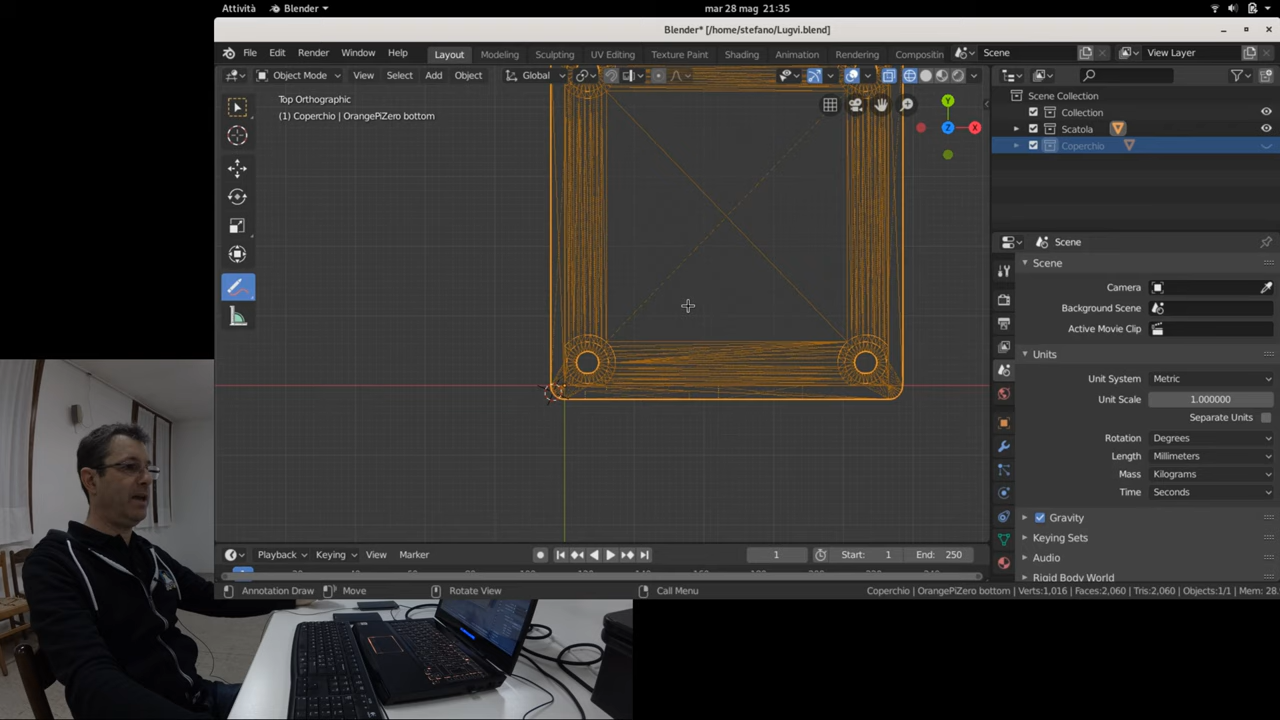 Attività Blender mar 28 mag 21:35
Blender* [/home/stefano/Lugvi.blend]
File Edit Render Window Help Layout Modeling Sculpting UV Editing Texture Paint Shading Animation Rendering Compositin Scene View Layer
Object Mode View Select Add Object Global
Top Orthographic
(1) Coperchio | OrangePiZero bottom
Y
Z
X
Scene Collection
Collection
Scatola
Coperchio
Scene
Scene
Camera
Background Scene
Active Movie Clip
Units
Unit System Metric
Unit Scale 1.000000
Separate Units
Rotation Degrees
Length Millimeters
Mass Kilograms
Time Seconds
Gravity
Keying Sets
Audio
Rigid Body World
Playback Keying View Marker 1 Start: 1 End: 250
Annotation Draw Move Rotate View Call Menu Coperchio | OrangePiZero bottom | Verts:1,016 | Faces:2,060 | Tris:2,060 | Objects:1/1 | Mem: 28.